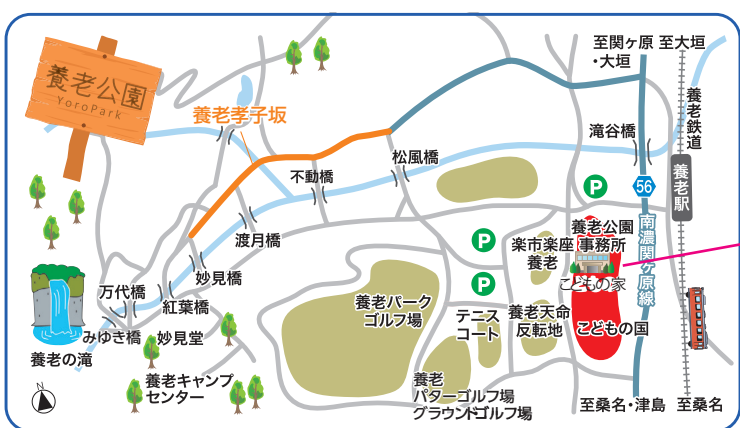 養老公園
YoroPark
養老孝子坂
至関ヶ原
・大垣
至大垣
養老鉄道
滝谷橋
養老駅
56
南濃関ヶ原線
松風橋
不動橋
渡月橋
妙見橋
紅葉橋
万代橋
みゆき橋
妙見堂
養老の滝
養老キャンプ
センター
養老パーク
ゴルフ場
P
P
P
楽市楽座
養老
養老公園
事務所
こどもの家
こどもの国
テニス
コート
養老天命
反転地
養老
パターゴルフ場
グラウンドゴルフ場
至桑名・津島
至桑名
N